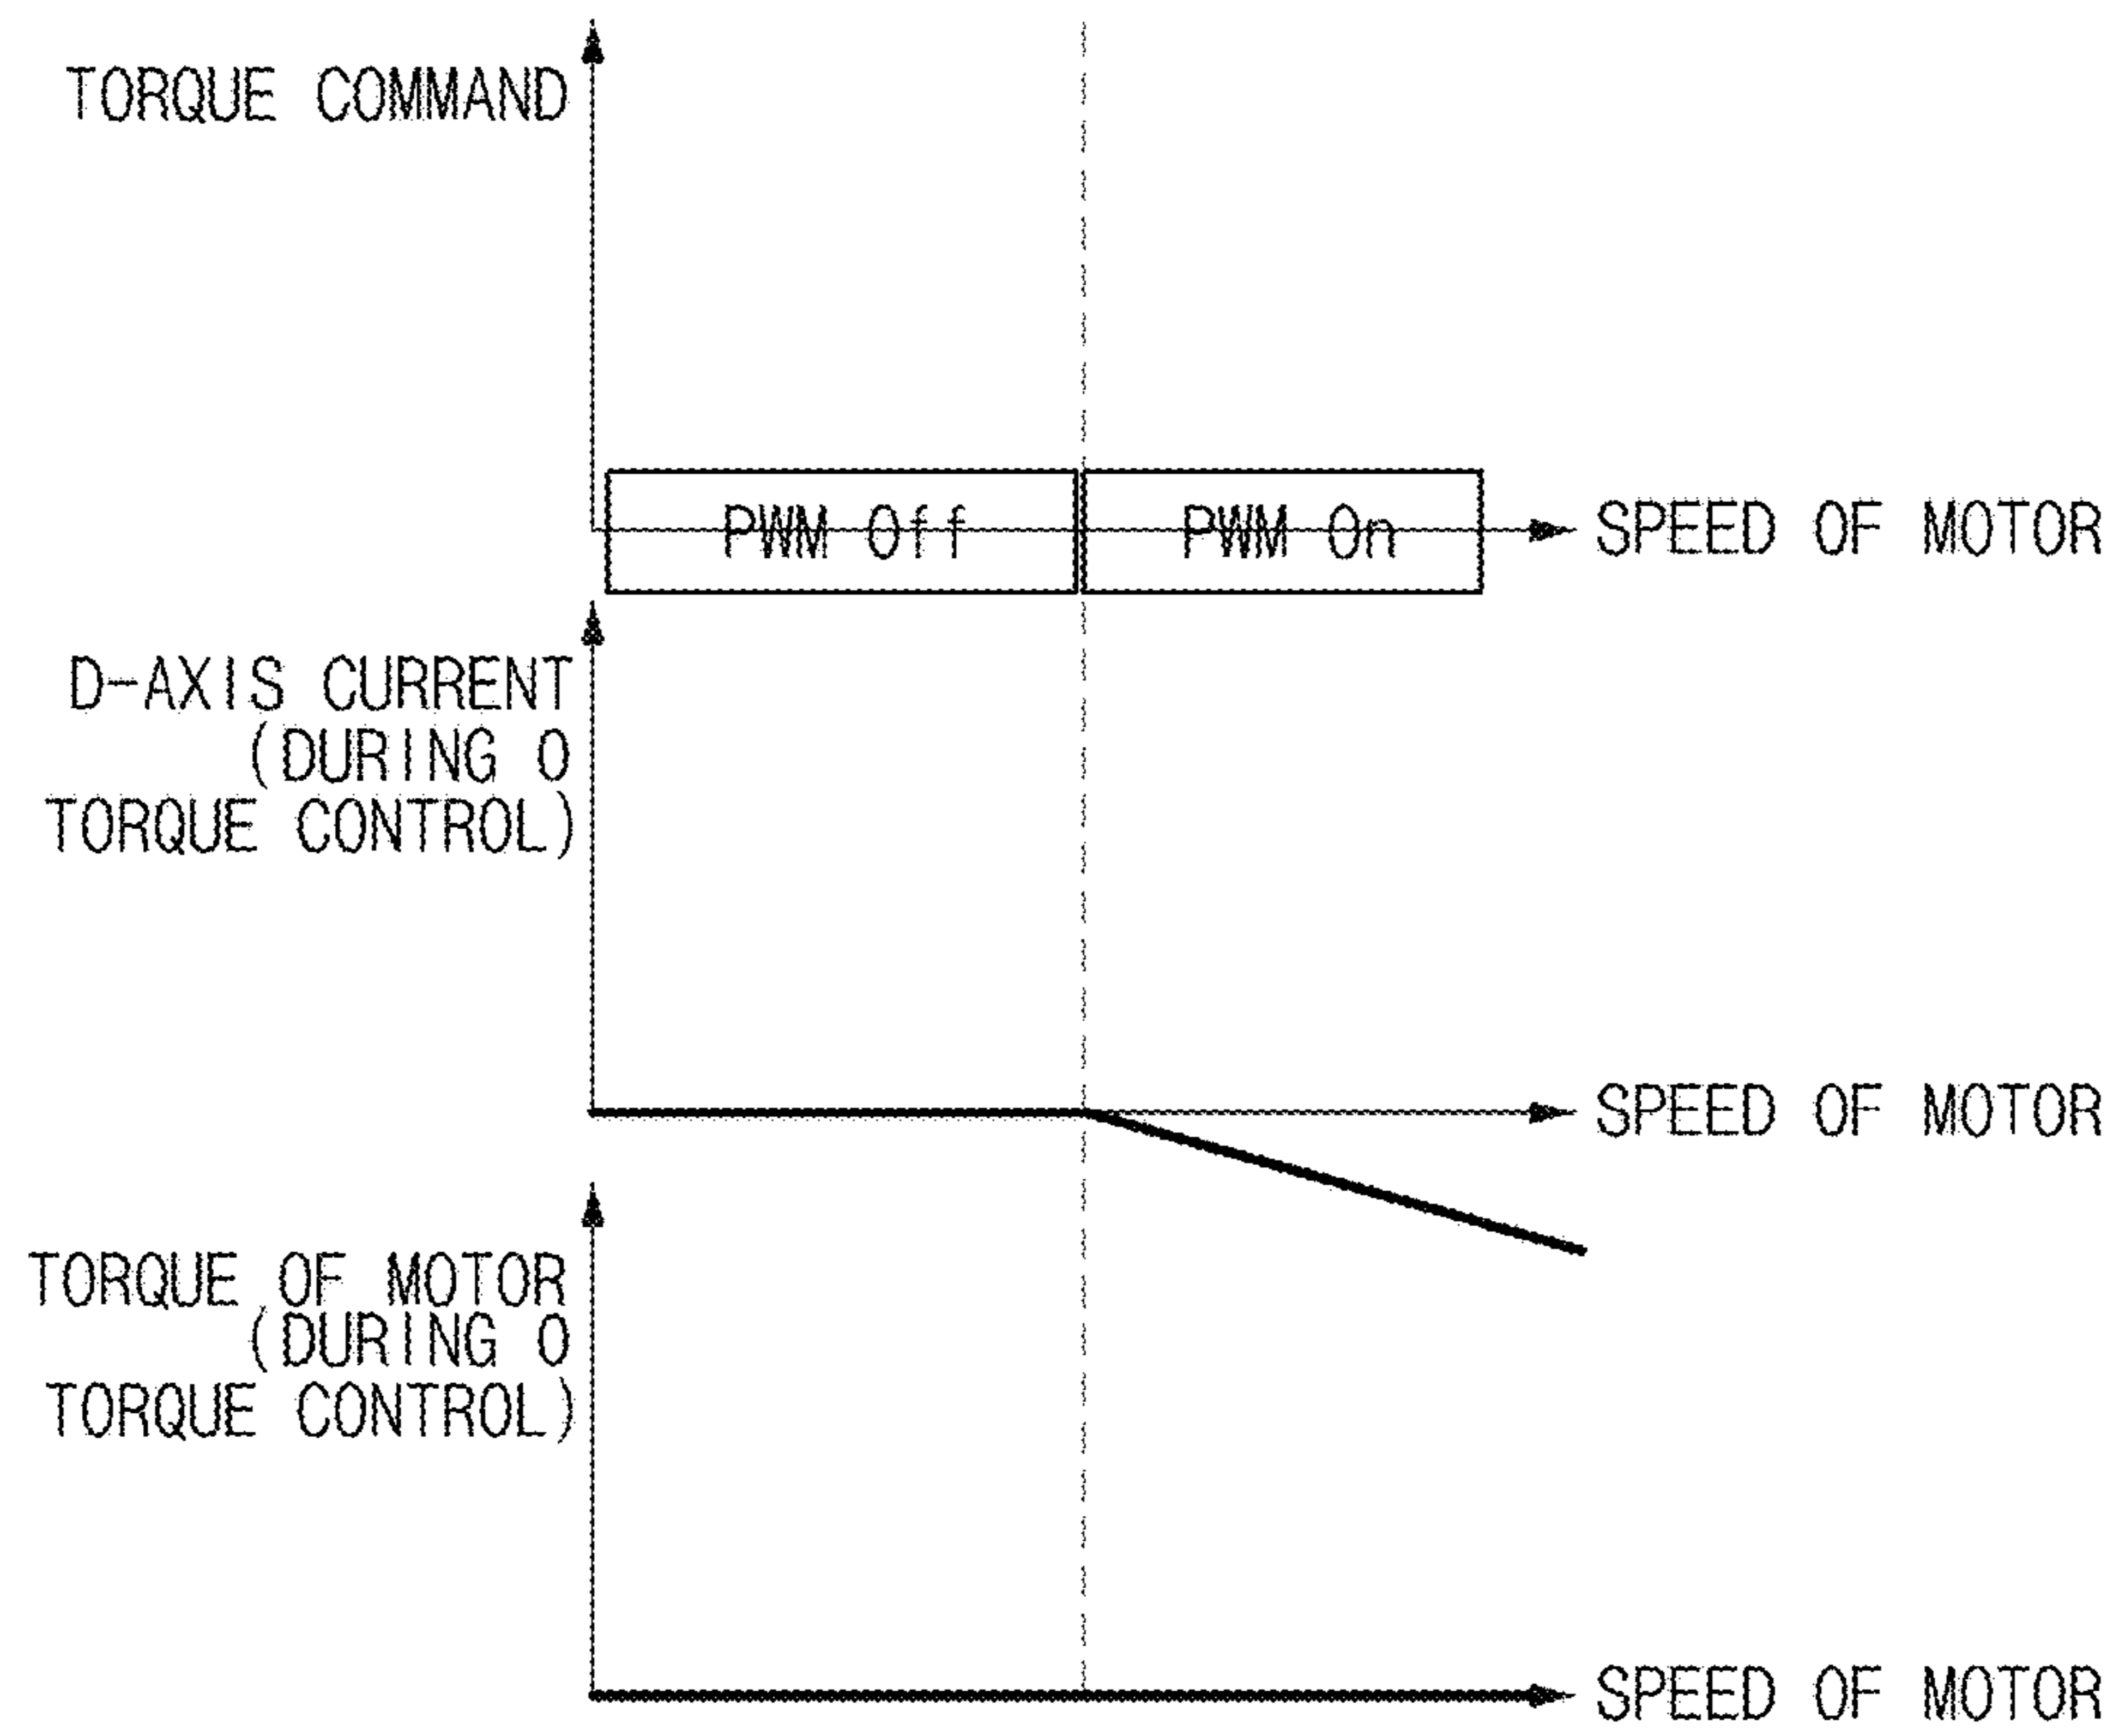 TORQUE COMMAND
PWM Off
PWM On
SPEED OF MOTOR
D-AXIS CURRENT
(DURING 0
TORQUE CONTROL)
SPEED OF MOTOR
TORQUE OF MOTOR
(DURING 0
TORQUE CONTROL)
SPEED OF MOTOR